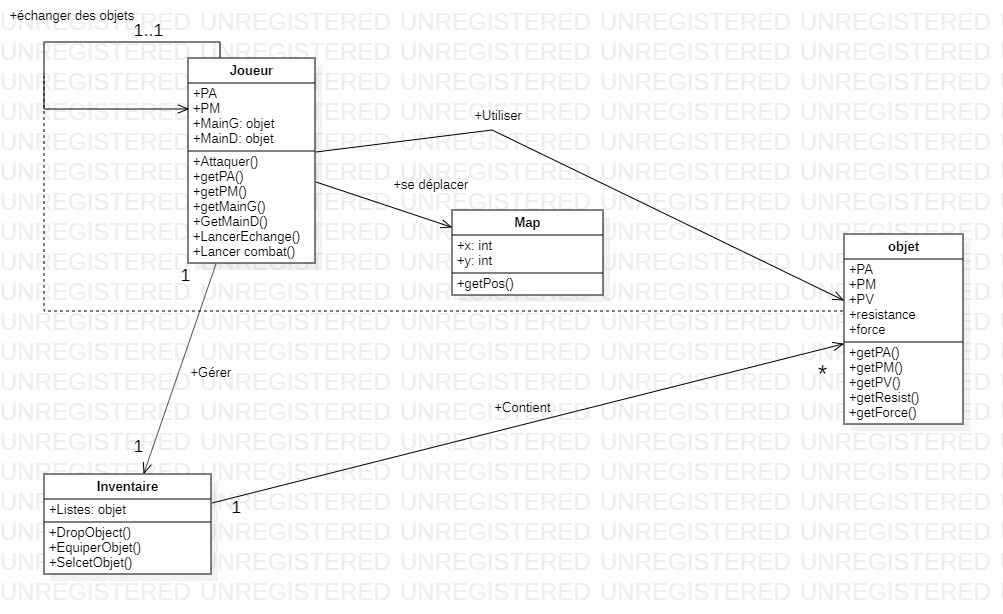 +échanger des objets
1..1
Joueur
+PA
+PM
+MainG: objet
+MainD: objet
+Attaquer()
+getPA()
+getPM()
+getMainG()
+GetMainD()
+LancerEchange()
+Lancer combat()
+Utiliser
+se déplacer
Map
+x: int
+y: int
+getPos()
objet
+PA
+PM
+PV
+resistance
+force
+getPA()
+getPM()
+getPV()
+getResist()
+getForce()
1
+Gérer
1
*
+Contient
1
Inventaire
+Listes: objet
+DropObject()
+EquiperObjet()
+SelcetObjet()
UNREGISTERED